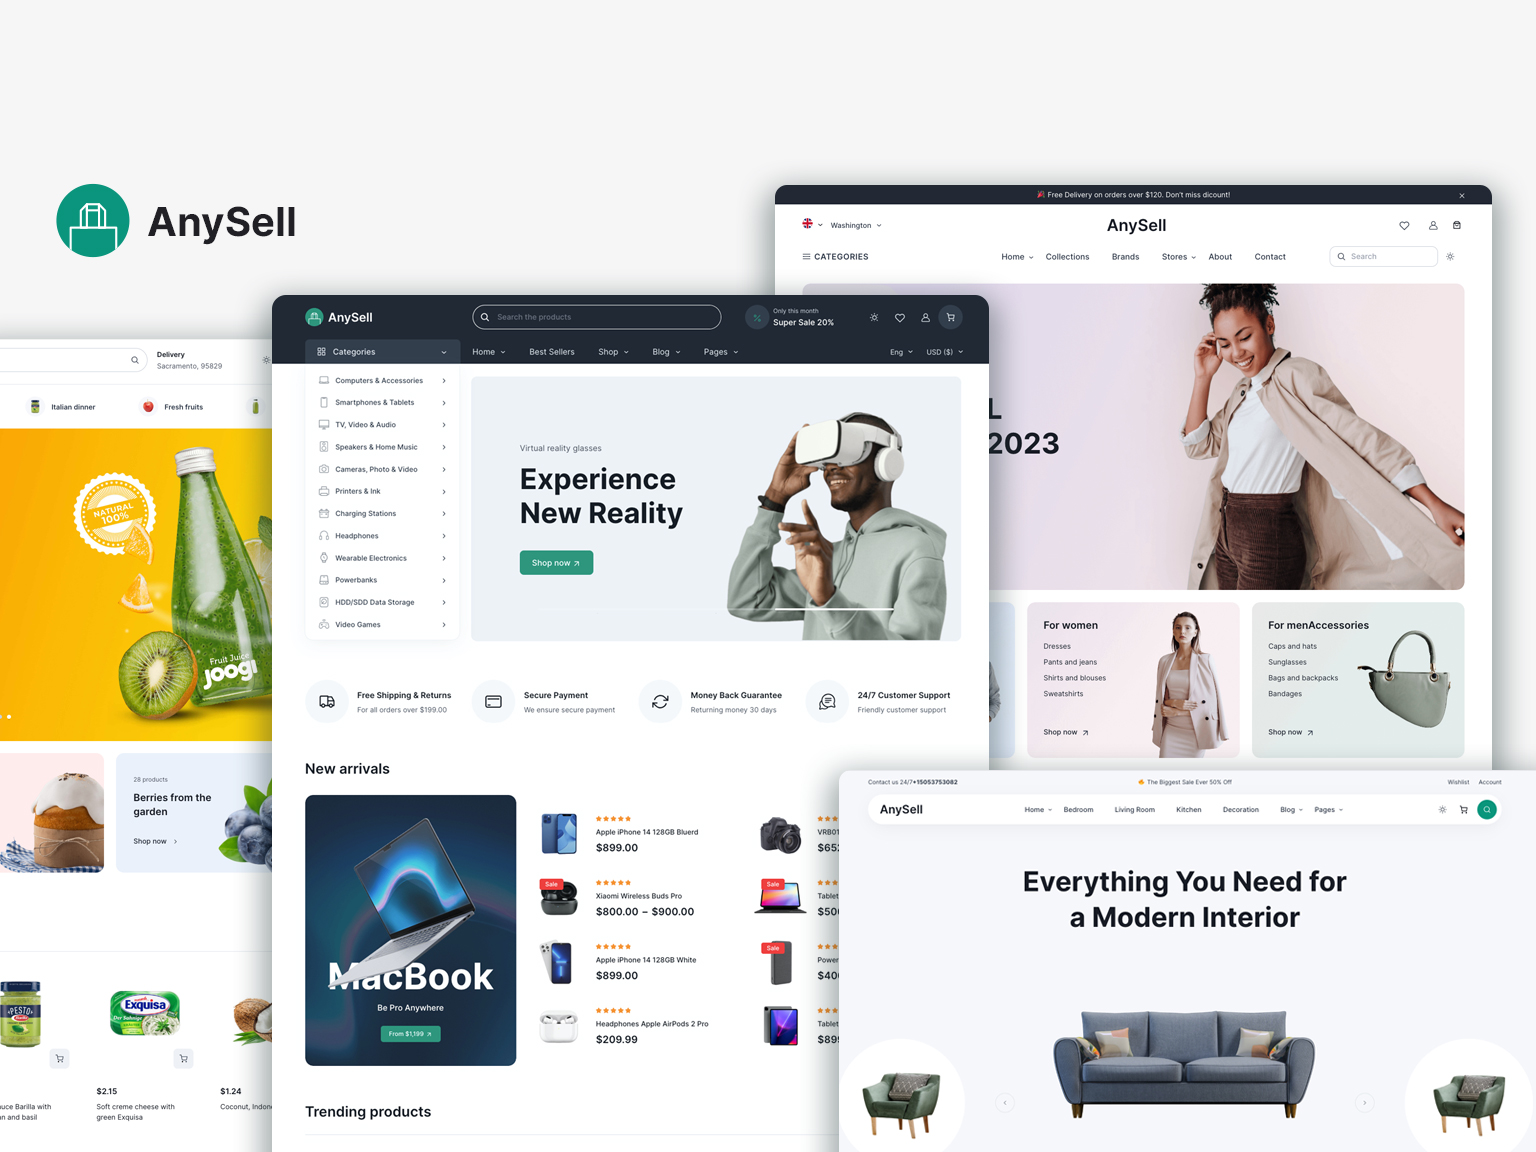 AnySell
Delivery
Sacramento, 95829
Italian dinner
Fresh fruits
NATURAL
100%
Fruit Juice
joogi
28 products
Berries from the
garden
Shop now
PESTO
Exquisa
$2.15
Soft creme cheese with
green Exquisa
$1.24
Barilla with
and basil
Coconut,
AnySell
Search the products
Only this month
Super Sale 20%
Categories
Home
Best Sellers
Shop
Blog
Pages
Eng
USD ($)
Computers & Accessories
Smartphones & Tablets
TV, Video & Audio
Speakers & Home Music
Cameras, Photo & Video
Printers & Ink
Charging Stations
Headphones
Wearable Electronics
Powerbanks
HDD/SDD Data Storage
Video Games
Virtual reality glasses
Experience
New Reality
Shop now
Free Shipping & Returns
For all orders over $199.00
Secure Payment
We ensure secure payment
Money Back Guarantee
Returning money 30 days
24/7 Customer Support
Friendly customer support
New arrivals
MacBook
Be Pro Anywhere
From $1,199
Apple iPhone 14 128GB Bluerd
$899.00
Sale
Xiaomi Wireless Buds Pro
$800.00 – $900.00
Apple iPhone 14 128GB White
$899.00
Headphones Apple AirPods 2 Pro
$209.99
Sale
Tablet
Sale
Power
Tablet
Trending products
Free Delivery on orders over $120. Don't miss dicount!
Washington
AnySell
CATEGORIES
Home
Collections
Brands
Stores
About
Contact
Search
2023
For women
Dresses
Pants and jeans
Shirts and blouses
Sweatshirts
Shop now
For menAccessories
Caps and hats
Sunglasses
Bags and backpacks
Bandages
Shop now
Contact us 24/7+15053753082
The Biggest Sale Ever 50% Off
Wishlist
Account
AnySell
Home
Bedroom
Living Room
Kitchen
Decoration
Blog
Pages
Everything You Need for
a Modern Interior